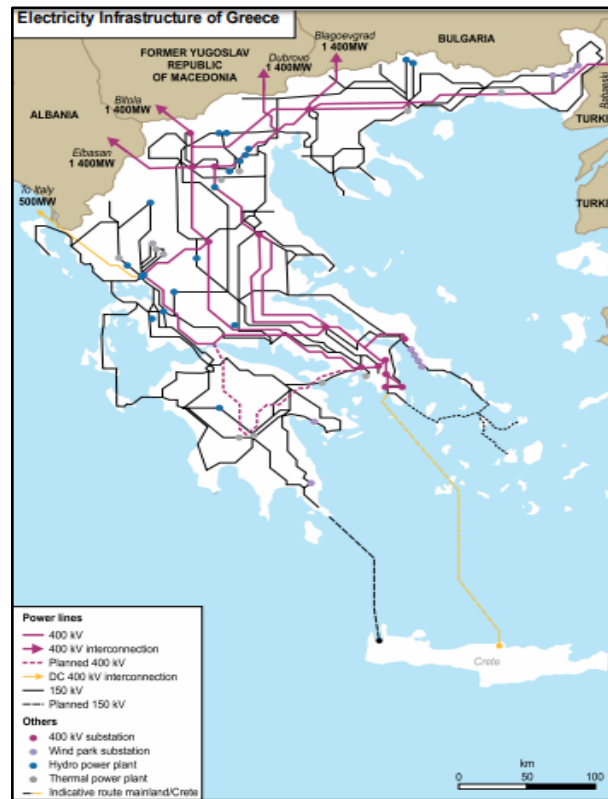 Electricity Infrastructure of Greece
FORMER YUGOSLAV
REPUBLIC
OF MACEDONIA
Dubrovo
1 400MW
Blagoevgrad
1 400MW
BULGARIA
ALBANIA
Bitola
1 400MW
Elbasan
1 400MW
To Italy
500MW
Babaeski
TURKE
TURKE
Crete
Power lines
400 kV
400 kV interconnection
Planned 400 kV
DC 400 kV interconnection
150 kV
Planned 150 kV
Others
400 kV substation
Wind park substation
Hydro power plant
Thermal power plant
Indicative route mainland/Crete
km
0 50 100